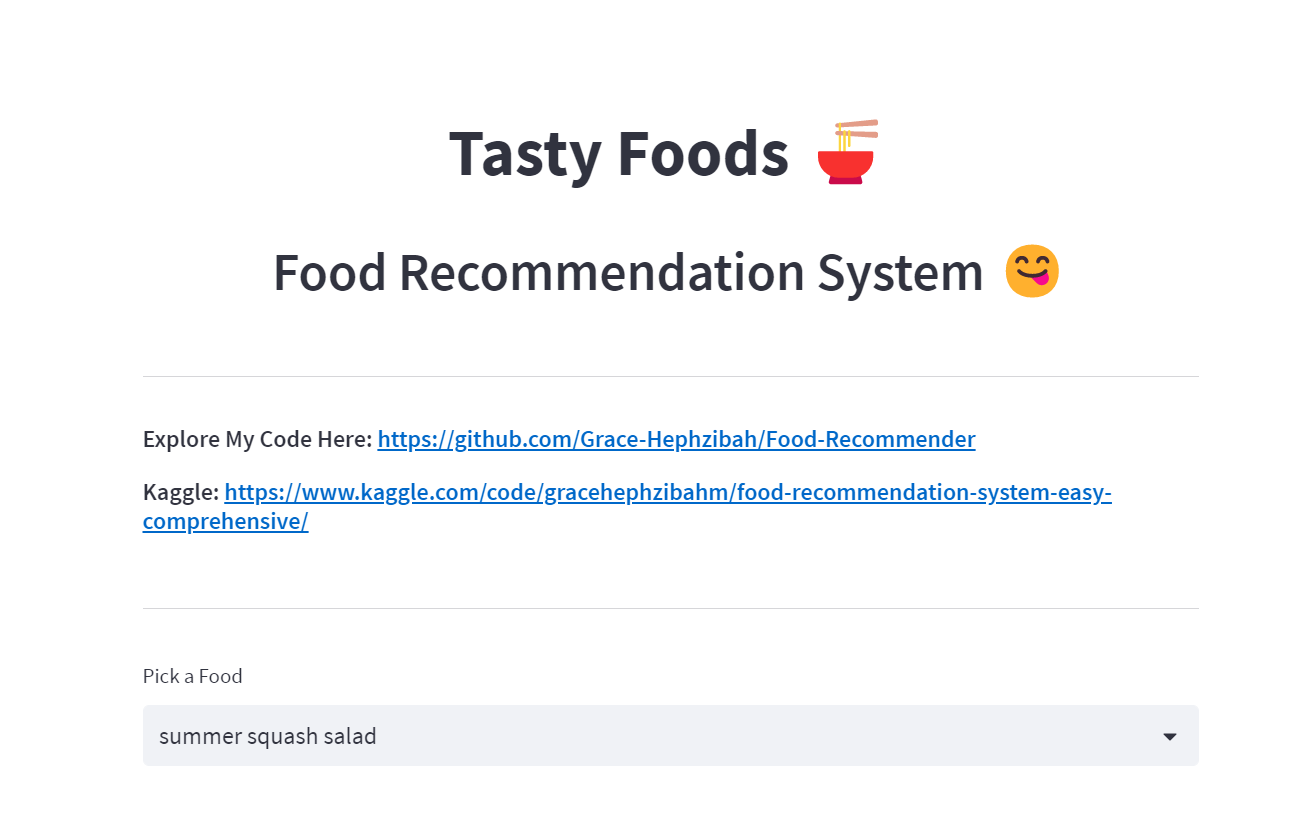 Tasty Foods 🍜
Food Recommendation System 😋
Explore My Code Here: https://github.com/Grace-Hephzibah/Food-Recommender
Kaggle: https://www.kaggle.com/code/gracehephzibahm/food-recommendation-system-easy-
comprehensive/
Pick a Food
summer squash salad